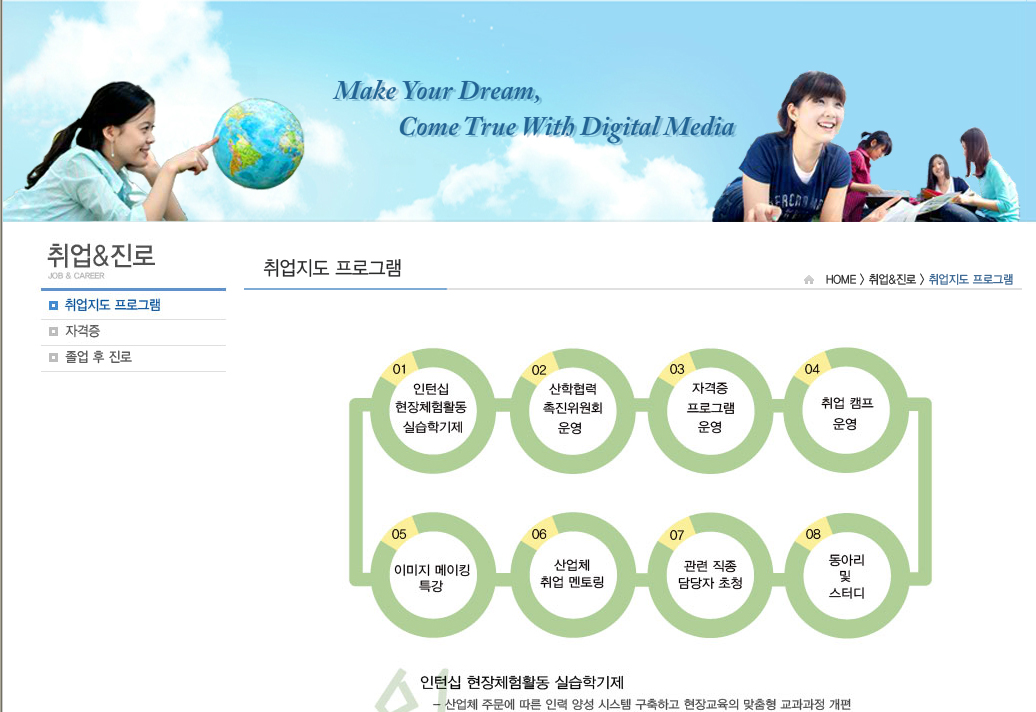 Make Your Dream,
Come True With Digital Media
취업&진로
JOB & CAREER
취업지도 프로그램
자격증
졸업 후 진로
취업지도 프로그램
HOME > 취업&진로 > 취업지도 프로그램
01
인턴십
현장체험활동
실습학기제
02
산학협력
촉진위원회
운영
03
자격증
프로그램
운영
04
취업 캠프
운영
05
이미지 메이킹
특강
06
산업체
취업 멘토링
07
관련 직종
담당자 초청
08
동아리
및
스터디
인턴십 현장체험활동 실습학기제
- 산업체 주문에 따른 인력 양성 시스템 구축하고 현장교육의 맞춤형 교과과정 개편